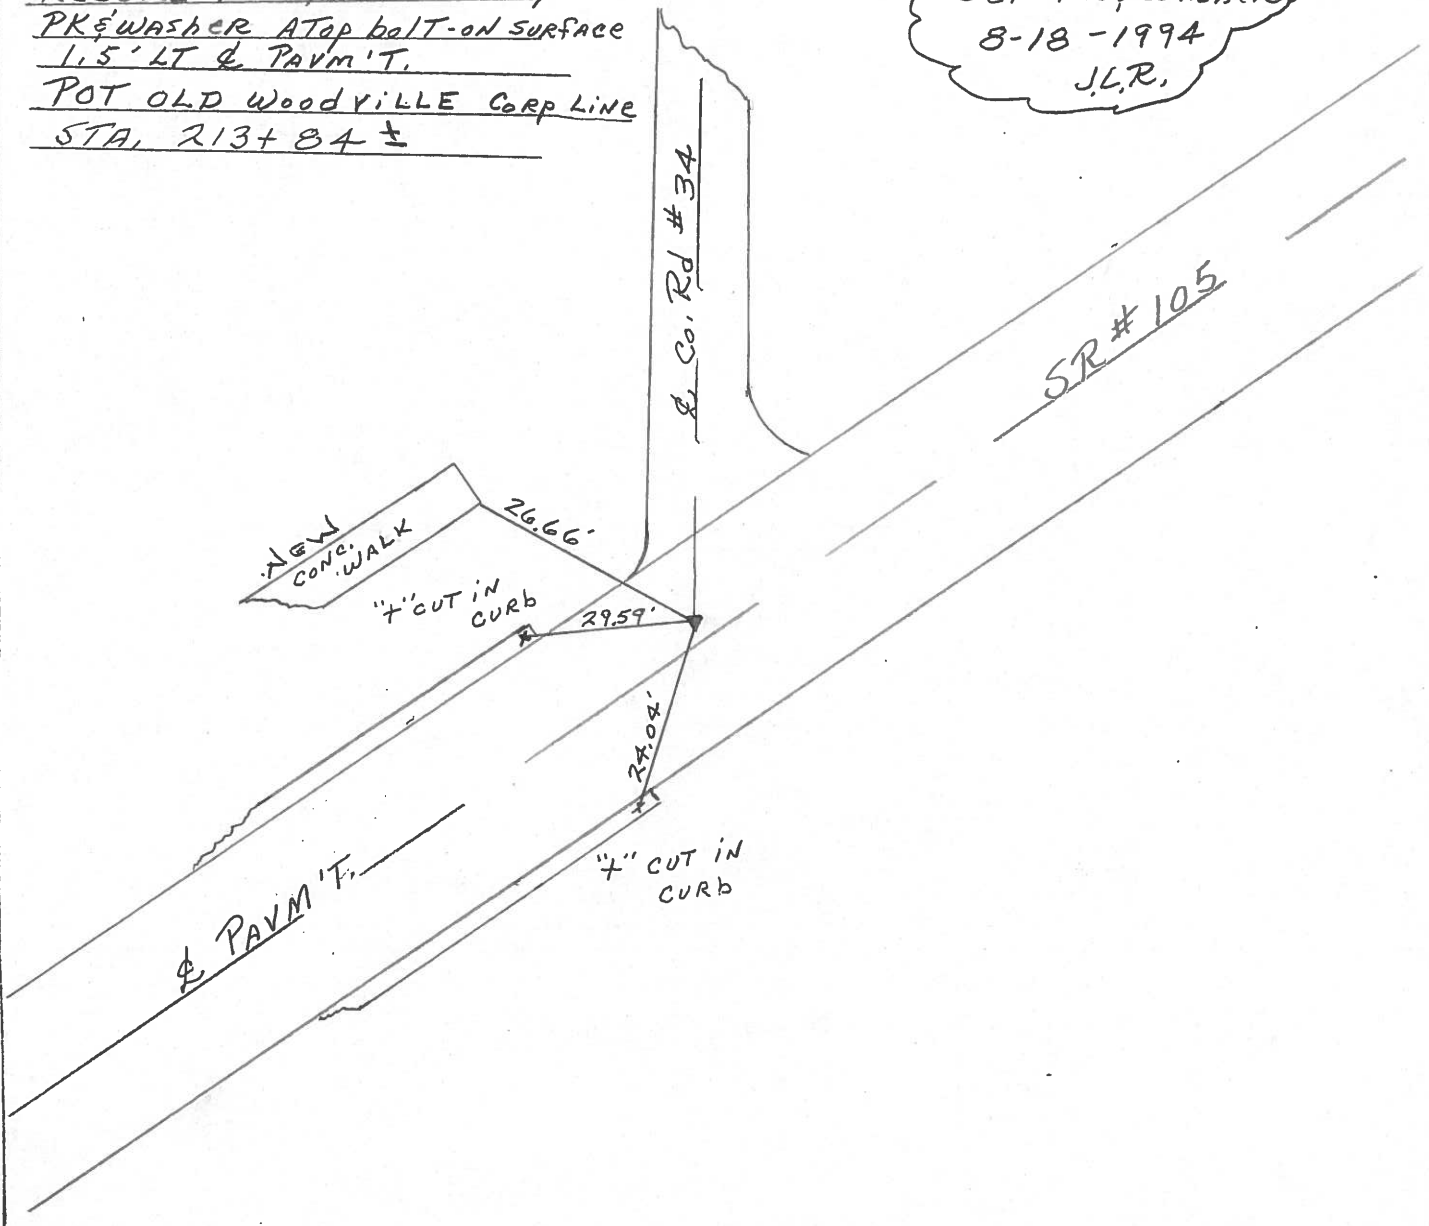 PK & WASHER ATOP bOLT-ON SURFACE
1.5' LT ℄ PAVM'T.
POT OLD WOODVILLE CORP LINE
STA. 213+84 ±
8-18-1994
J.L.R.
℄ Co. Rd #34
SR #105
26.66'
NEW
CONC.
WALK
"+" CUT IN
CURb
29.59'
24.04'
"+" CUT IN
CURb
℄ PAVM'T.